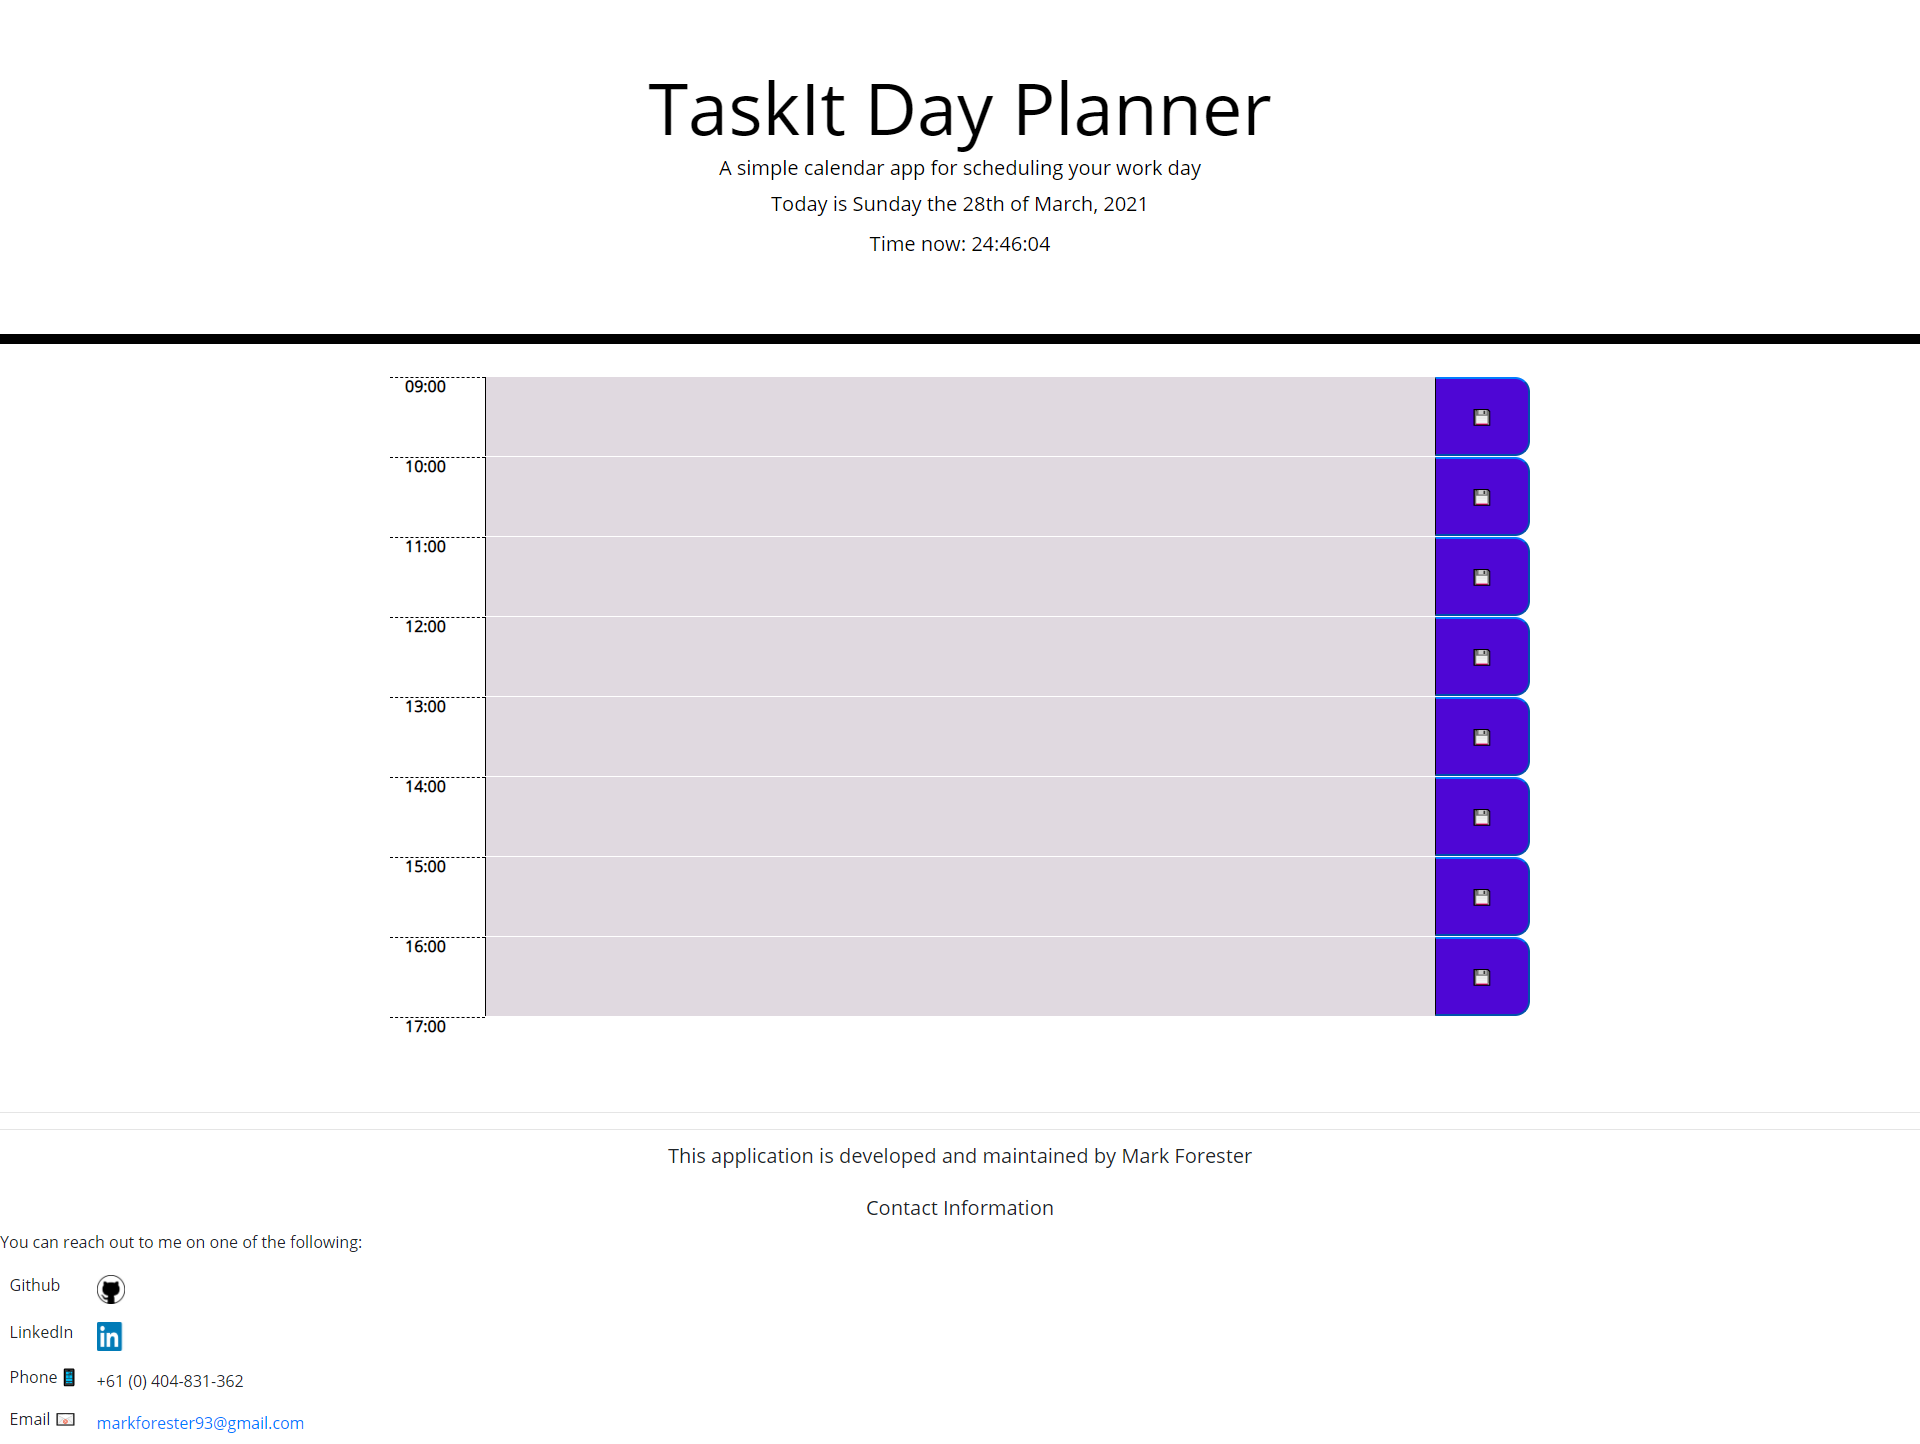 TaskIt Day Planner
A simple calendar app for scheduling your work day
Today is Sunday the 28th of March, 2021
Time now: 24:46:04
09:00
10:00
11:00
12:00
13:00
14:00
15:00
16:00
17:00
This application is developed and maintained by Mark Forester
Contact Information
You can reach out to me on one of the following:
Github
LinkedIn in
Phone +61 (0) 404-831-362
Email markforester93@gmail.com